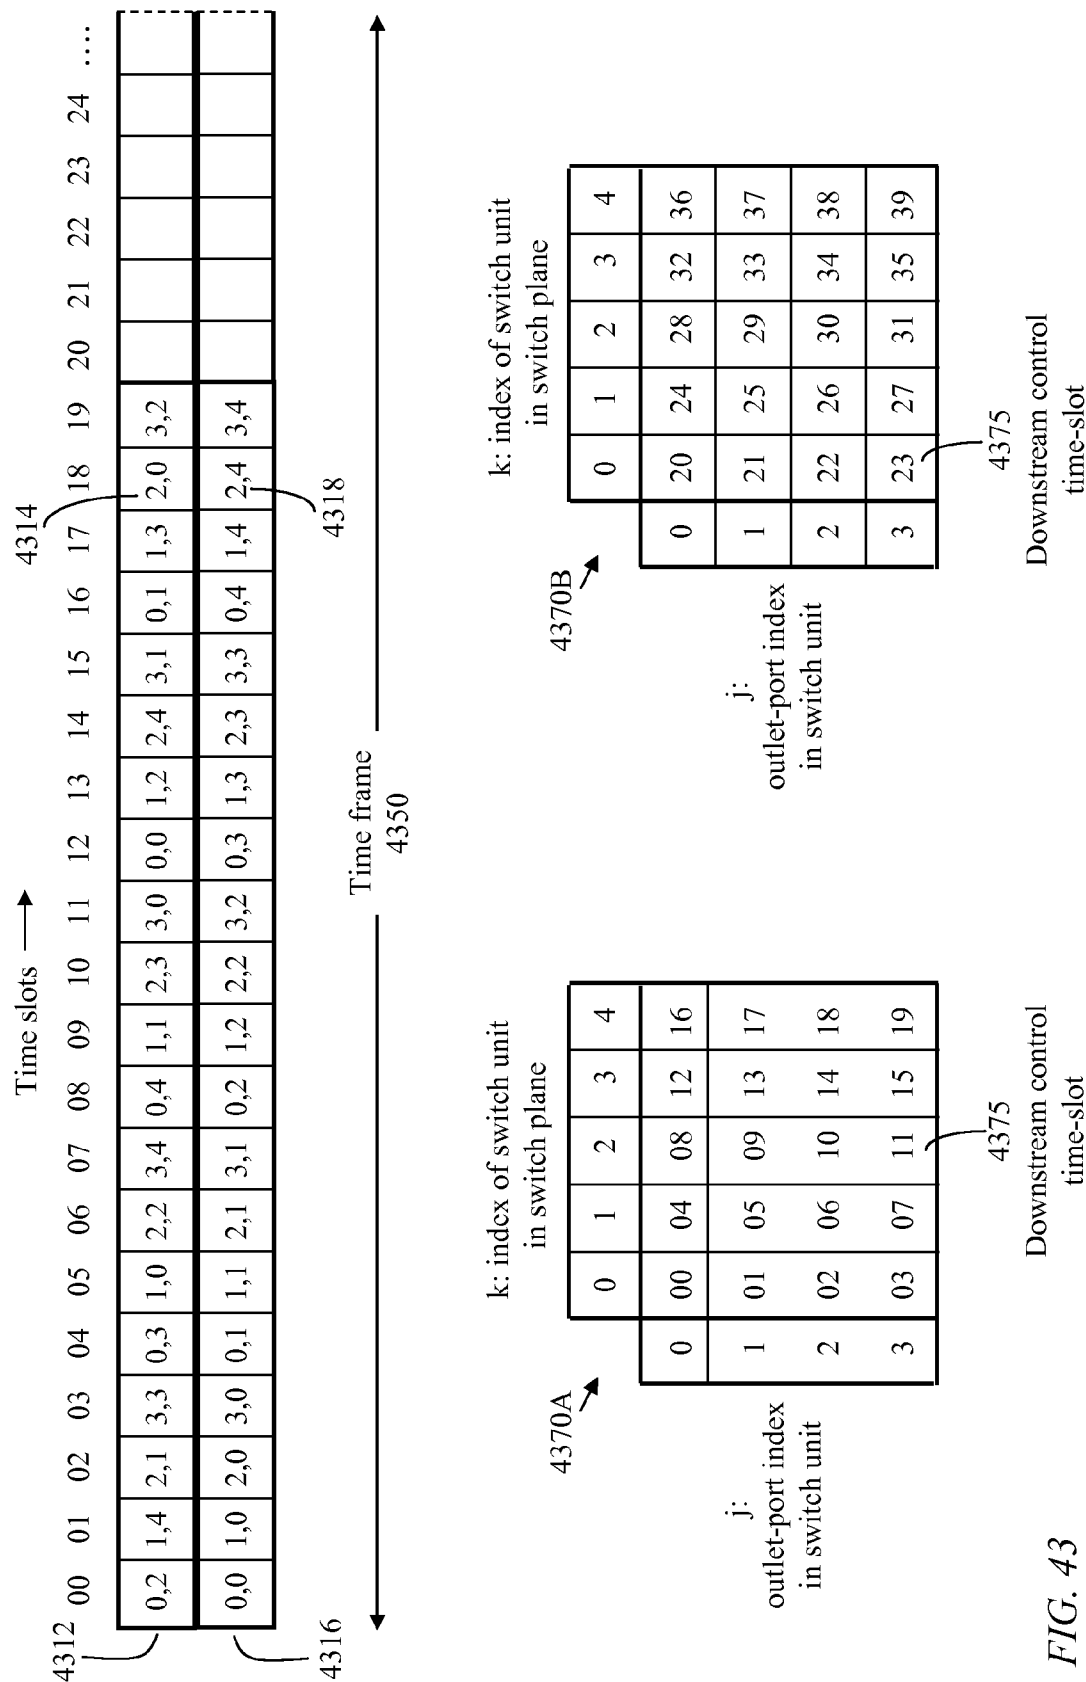 Time slots
00 01 02 03 04 05 06 07 08 09 10 11 12 13 14 15 16 17 18 19 20 21 22 23 24 ....
4314
4312
0,2 1,4 2,1 3,3 0,3 1,0 2,2 3,4 0,4 1,1 2,3 3,0 0,0 1,2 2,4 3,1 0,1 1,3 2,0 3,2
0,0 1,0 2,0 3,0 0,1 1,1 2,1 3,1 0,2 1,2 2,2 3,2 0,3 1,3 2,3 3,3 0,4 1,4 2,4 3,4
4316
4318
Time frame
4350
4370A
k: index of switch unit
in switch plane
0 1 2 3 4
j:
outlet-port index
in switch unit
0 00 04 08 12 16
1 01 05 09 13 17
2 02 06 10 14 18
3 03 07 11 15 19
4375
Downstream control
time-slot
4370B
k: index of switch unit
in switch plane
0 1 2 3 4
j:
outlet-port index
in switch unit
0 20 24 28 32 36
1 21 25 29 33 37
2 22 26 30 34 38
3 23 27 31 35 39
4375
Downstream control
time-slot
FIG. 43